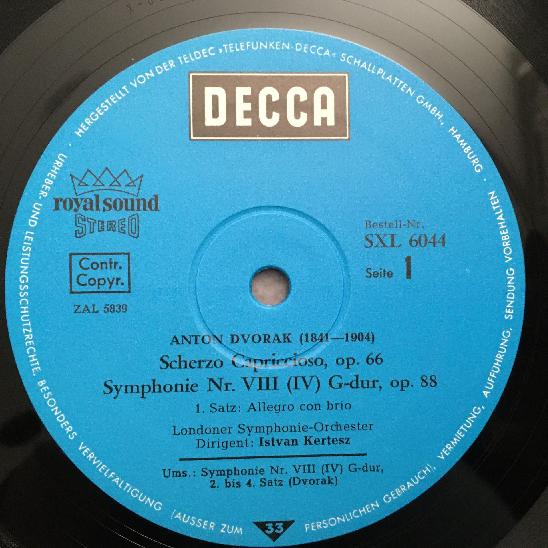 · HERGESTELLT VON DER TELDEC »TELEFUNKEN-DECCA« SCHALLPLATTEN GMBH., HAMBURG ·
URHEBER- UND LEISTUNGSSCHUTZRECHTE, BESONDERS VERVIELFALTIGUNG (AUSSER ZUM PERSÖNLICHEN GEBRAUCH), VERMIETUNG, AUFFÜHRUNG, SENDUNG VORBEHALTEN ·
DECCA
royal sound
STEREO
Contr.
Copyr.
ZAL 5839
Bestell-Nr.
SXL 6044
Seite 1
ANTON DVORAK (1841—1904)
Scherzo Capriccioso, op. 66
Symphonie Nr. VIII (IV) G-dur, op. 88
1. Satz: Allegro con brio
Londoner Symphonie-Orchester
Dirigent: Istvan Kertesz
Ums.: Symphonie Nr. VIII (IV) G-dur,
2. bis 4. Satz (Dvorak)
33